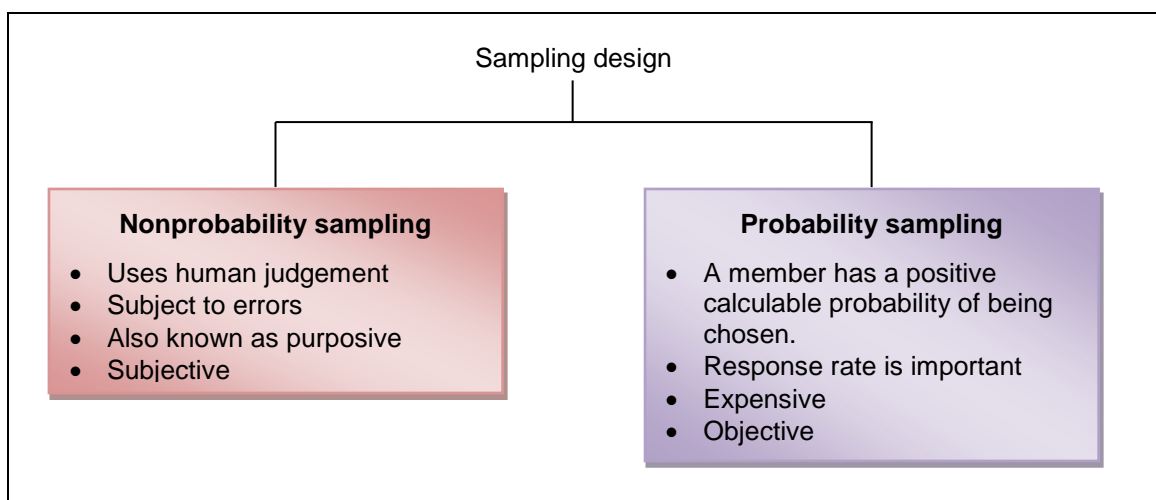 Sampling design
Nonprobability sampling
• Uses human judgement
• Subject to errors
• Also known as purposive
• Subjective
Probability sampling
• A member has a positive
calculable probability of being
chosen.
• Response rate is important
• Expensive
• Objective